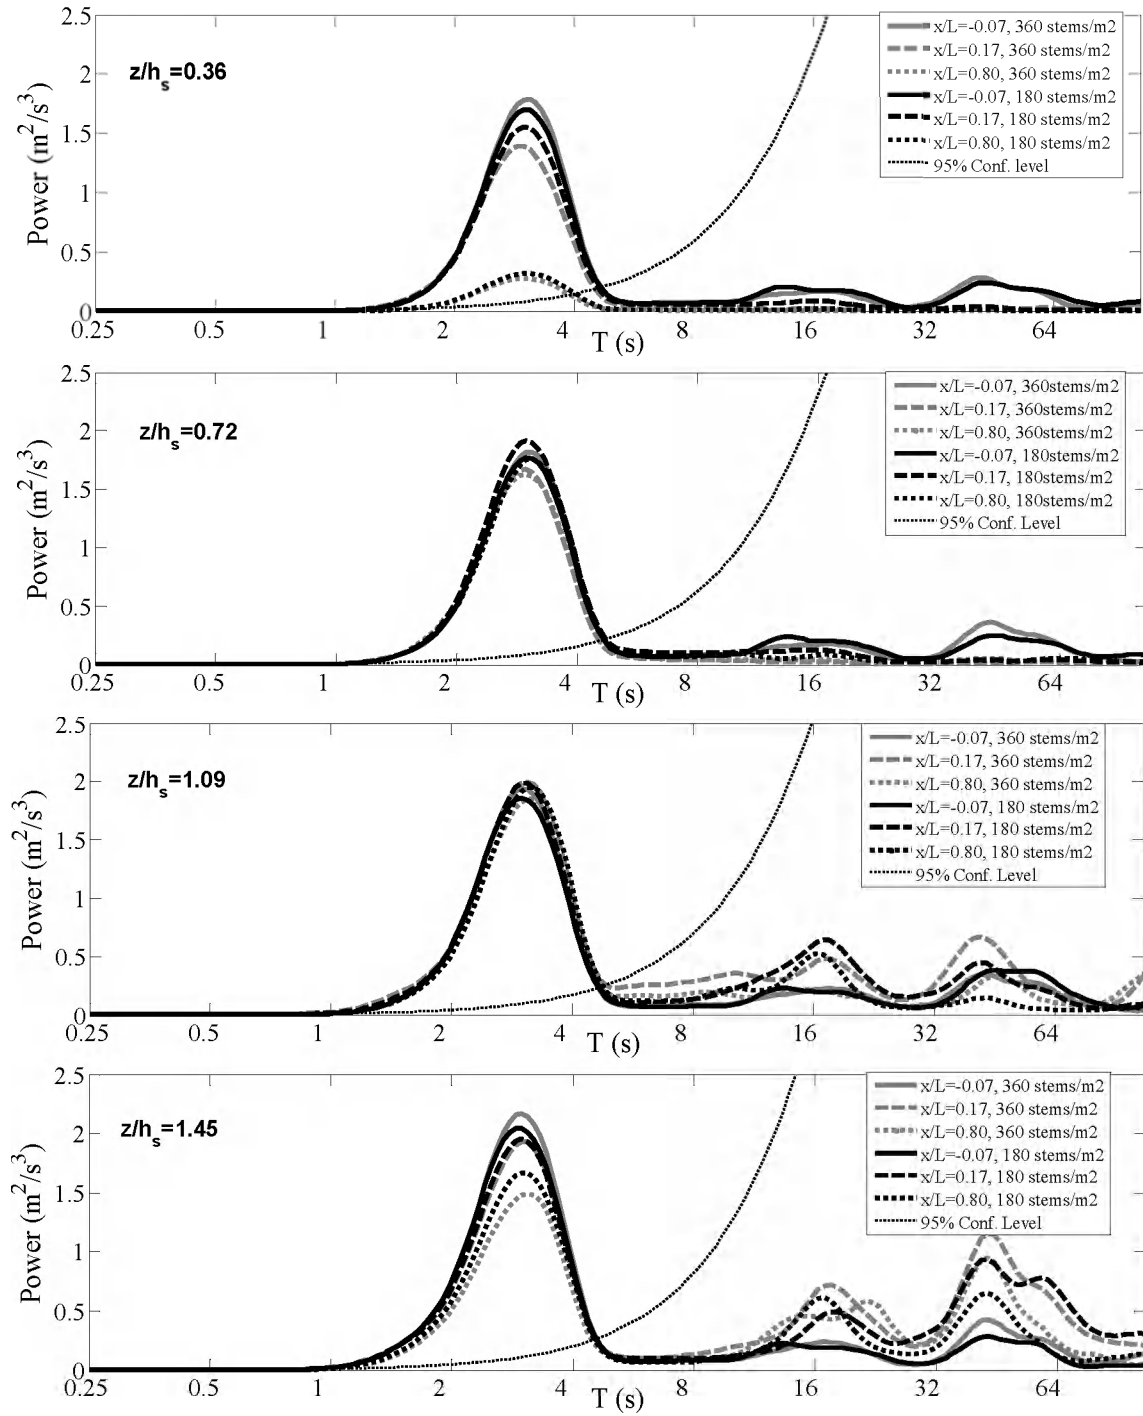 2.5
2
1.5
1
0.5
0
Power (m²/s³)
z/hₛ=0.36
x/L=-0.07, 360 stems/m2
x/L=0.17, 360 stems/m2
x/L=0.80, 360 stems/m2
x/L=-0.07, 180 stems/m2
x/L=0.17, 180 stems/m2
x/L=0.80, 180 stems/m2
95% Conf. level
0.25 0.5 1 2 4 8 16 32 64
T (s)
2.5
2
1.5
1
0.5
0
Power (m²/s³)
z/hₛ=0.72
x/L=-0.07, 360stems/m2
x/L=0.17, 360stems/m2
x/L=0.80, 360stems/m2
x/L=-0.07, 180stems/m2
x/L=0.17, 180stems/m2
x/L=0.80, 180stems/m2
95% Conf. Level
0.25 0.5 1 2 4 8 16 32 64
T (s)
2.5
2
1.5
1
0.5
0
Power (m²/s³)
z/hₛ=1.09
x/L=-0.07, 360 stems/m2
x/L=0.17, 360 stems/m2
x/L=0.80, 360 stems/m2
x/L=-0.07, 180 stems/m2
x/L=0.17, 180 stems/m2
x/L=0.80, 180 stems/m2
95% Conf. Level
0.25 0.5 1 2 4 8 16 32 64
T (s)
2.5
2
1.5
1
0.5
0
Power (m²/s³)
z/hₛ=1.45
x/L=-0.07, 360 stems/m2
x/L=0.17, 360 stems/m2
x/L=0.80, 360 stems/m2
x/L=-0.07, 180 stems/m2
x/L=0.17, 180 stems/m2
x/L=0.80, 180 stems/m2
95% Conf. Level
0.25 0.5 1 2 4 8 16 32 64
T (s)